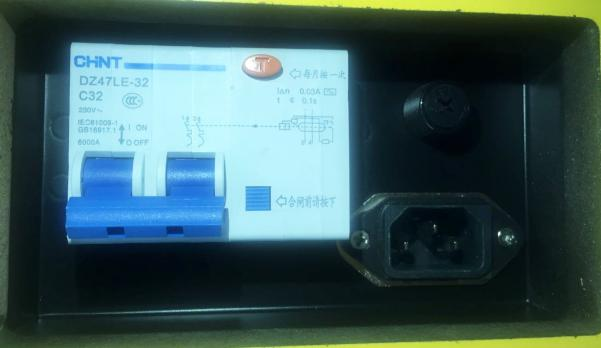 CHNT
DZ47LE-32
C32
230V~
IEC61009-1
GB16917.1
6000A
I ON
O OFF
T
每月按一次
I∆n 0.03A
t ≤ 0.1s
合闸前请按下